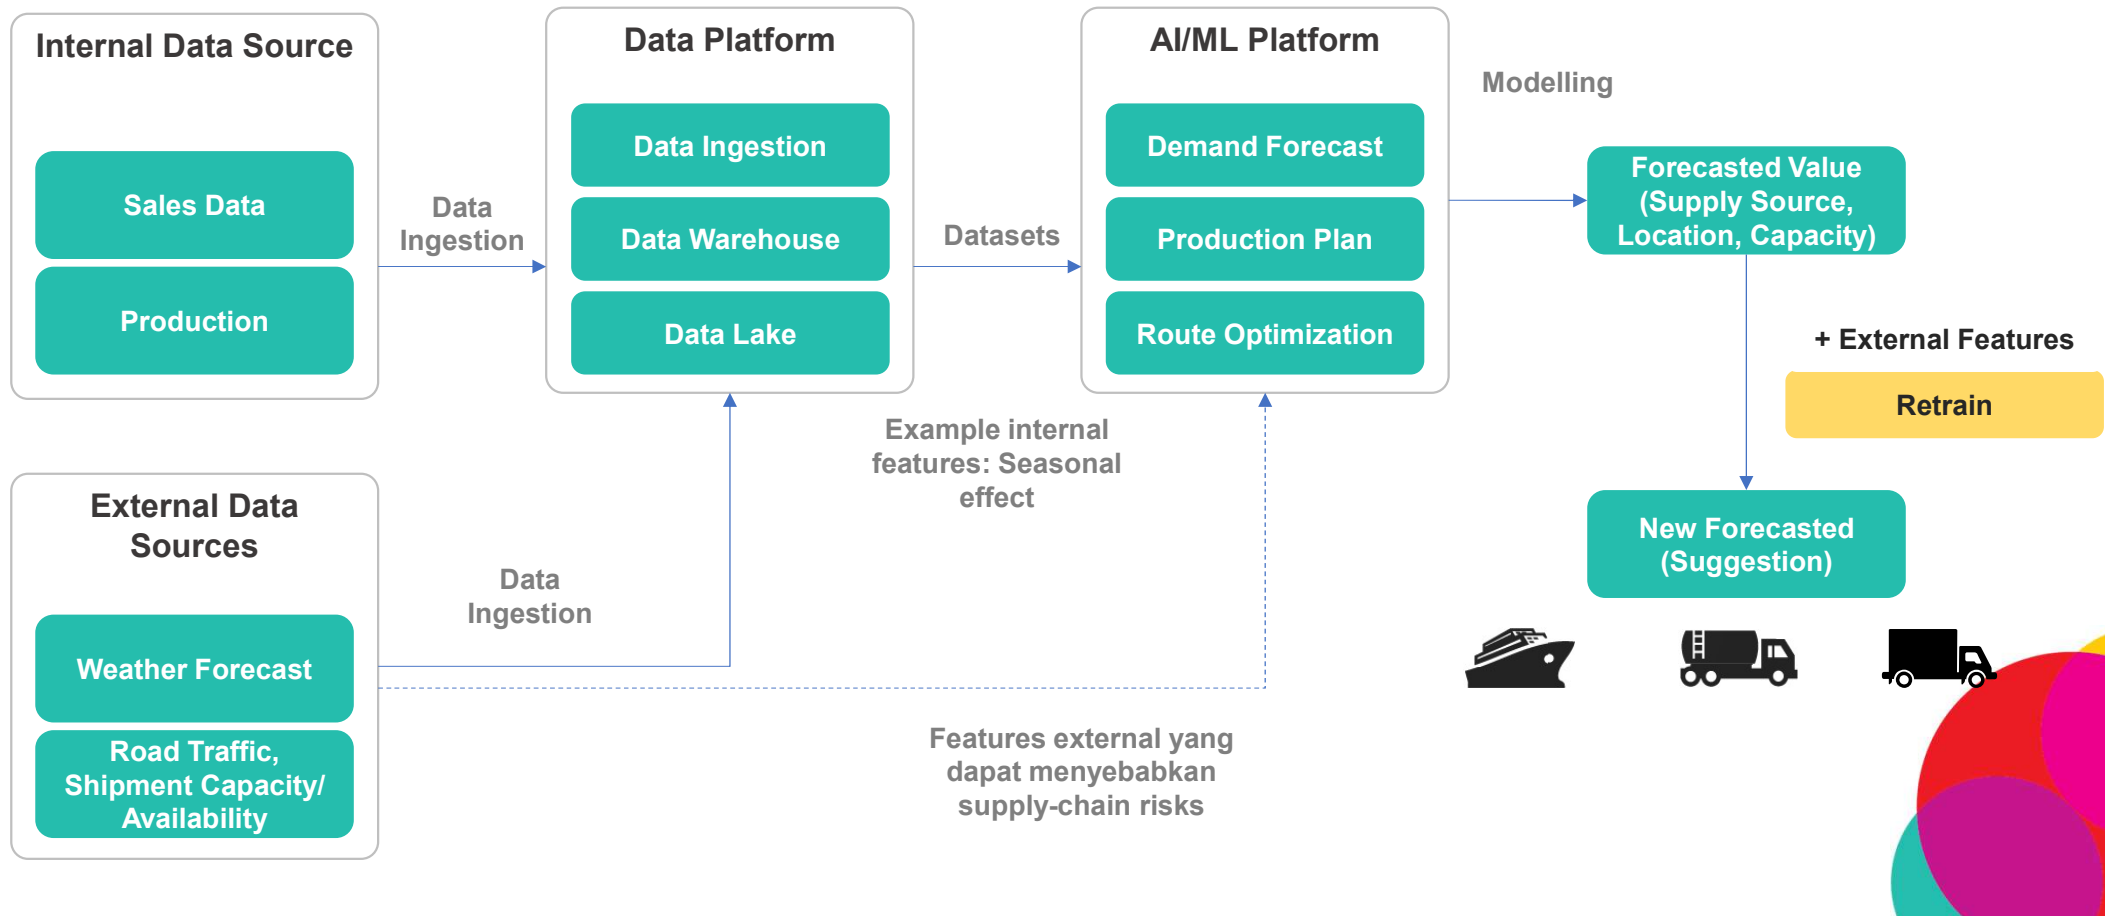 Internal Data Source
Sales Data
Production
Data
Ingestion
Data Platform
Data Ingestion
Data Warehouse
Data Lake
Datasets
AI/ML Platform
Demand Forecast
Production Plan
Route Optimization
Modelling
Forecasted Value
(Supply Source,
Location, Capacity)
+ External Features
Retrain
New Forecasted
(Suggestion)
Example internal
features: Seasonal
effect
External Data
Sources
Weather Forecast
Road Traffic,
Shipment Capacity/
Availability
Data
Ingestion
Features external yang
dapat menyebabkan
supply-chain risks